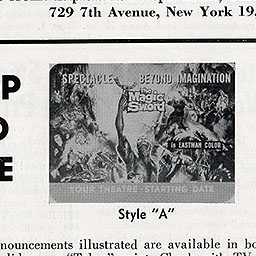 729 7th Avenue, New York 19,
P
O
E
SPECTACLE BEYOND IMAGINATION
The
Magic
Sword
in EASTMAN COLOR
YOUR THEATRE - STARTING DATE
Style "A"
nouncements illustrated are available in bo